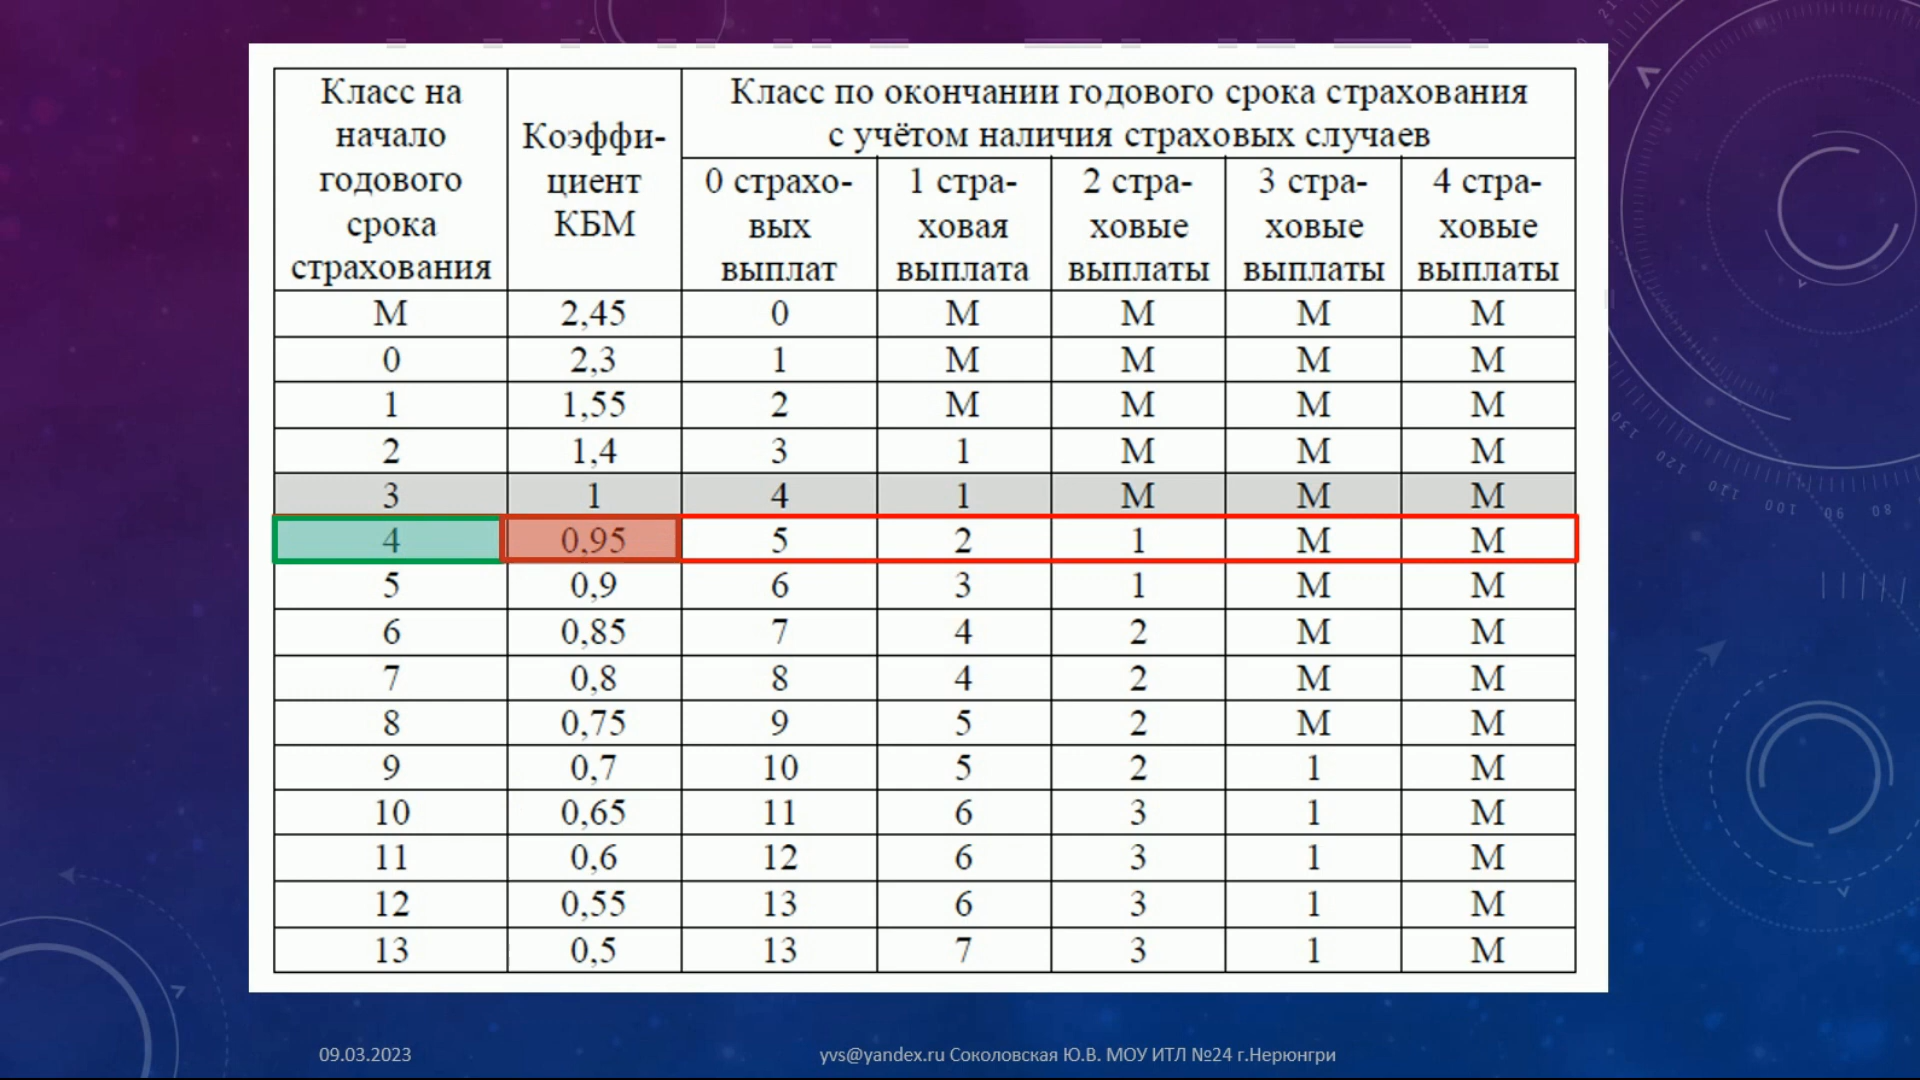 Класс на
начало
годового
срока
страхования
Коэффи-
циент
КБМ
Класс по окончании годового срока страхования
с учётом наличия страховых случаев
0 страхо-
вых
выплат
1 стра-
ховая
выплата
2 стра-
ховые
выплаты
3 стра-
ховые
выплаты
4 стра-
ховые
выплаты
М 2,45 0 М М М М
0 2,3 1 М М М М
1 1,55 2 М М М М
2 1,4 3 1 М М М
3 1 4 1 М М М
4 0,95 5 2 1 М М
5 0,9 6 3 1 М М
6 0,85 7 4 2 М М
7 0,8 8 4 2 М М
8 0,75 9 5 2 М М
9 0,7 10 5 2 1 М
10 0,65 11 6 3 1 М
11 0,6 12 6 3 1 М
12 0,55 13 6 3 1 М
13 0,5 13 7 3 1 М
09.03.2023
yvs@yandex.ru Соколовская Ю.В. МОУ ИТЛ №24 г.Нерюнгри